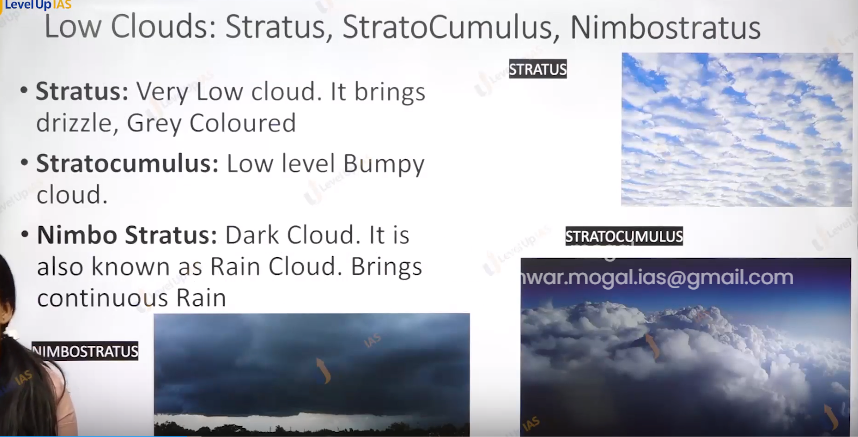 LevelUp IAS
Low Clouds: Stratus, StratoCumulus, Nimbostratus
STRATUS
• Stratus: Very Low cloud. It brings
drizzle, Grey Coloured
• Stratocumulus: Low level Bumpy
cloud.
• Nimbo Stratus: Dark Cloud. It is
also known as Rain Cloud. Brings
continuous Rain
STRATOCUMULUS
nwar.mogal.ias@gmail.com
NIMBOSTRATUS